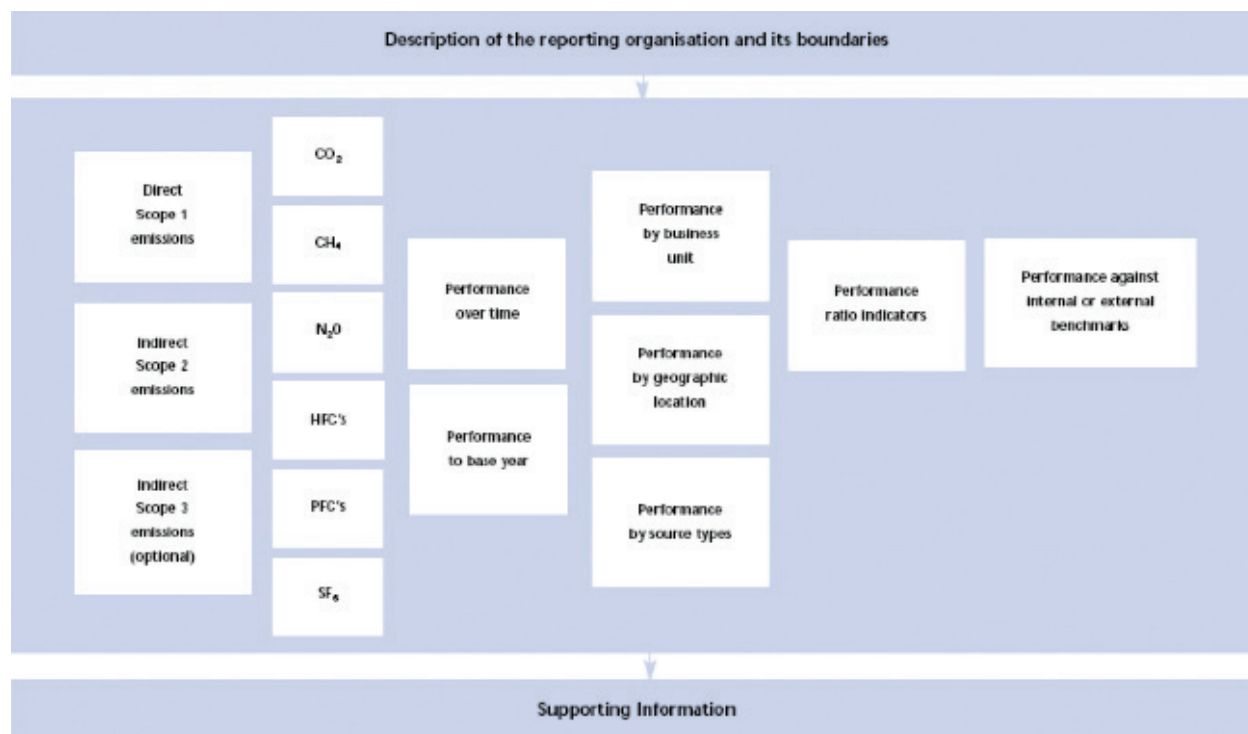 Description of the reporting organisation and its boundaries
Direct
Scope 1
emissions
Indirect
Scope 2
emissions
Indirect
Scope 3
emissions
(optional)
CO₂
CH₄
N₂O
HFC's
PFC's
SF₆
Performance
over time
Performance
to base year
Performance
by business
unit
Performance
by geographic
location
Performance
by source types
Performance
ratio indicators
Performance against
internal or external
benchmarks
Supporting Information